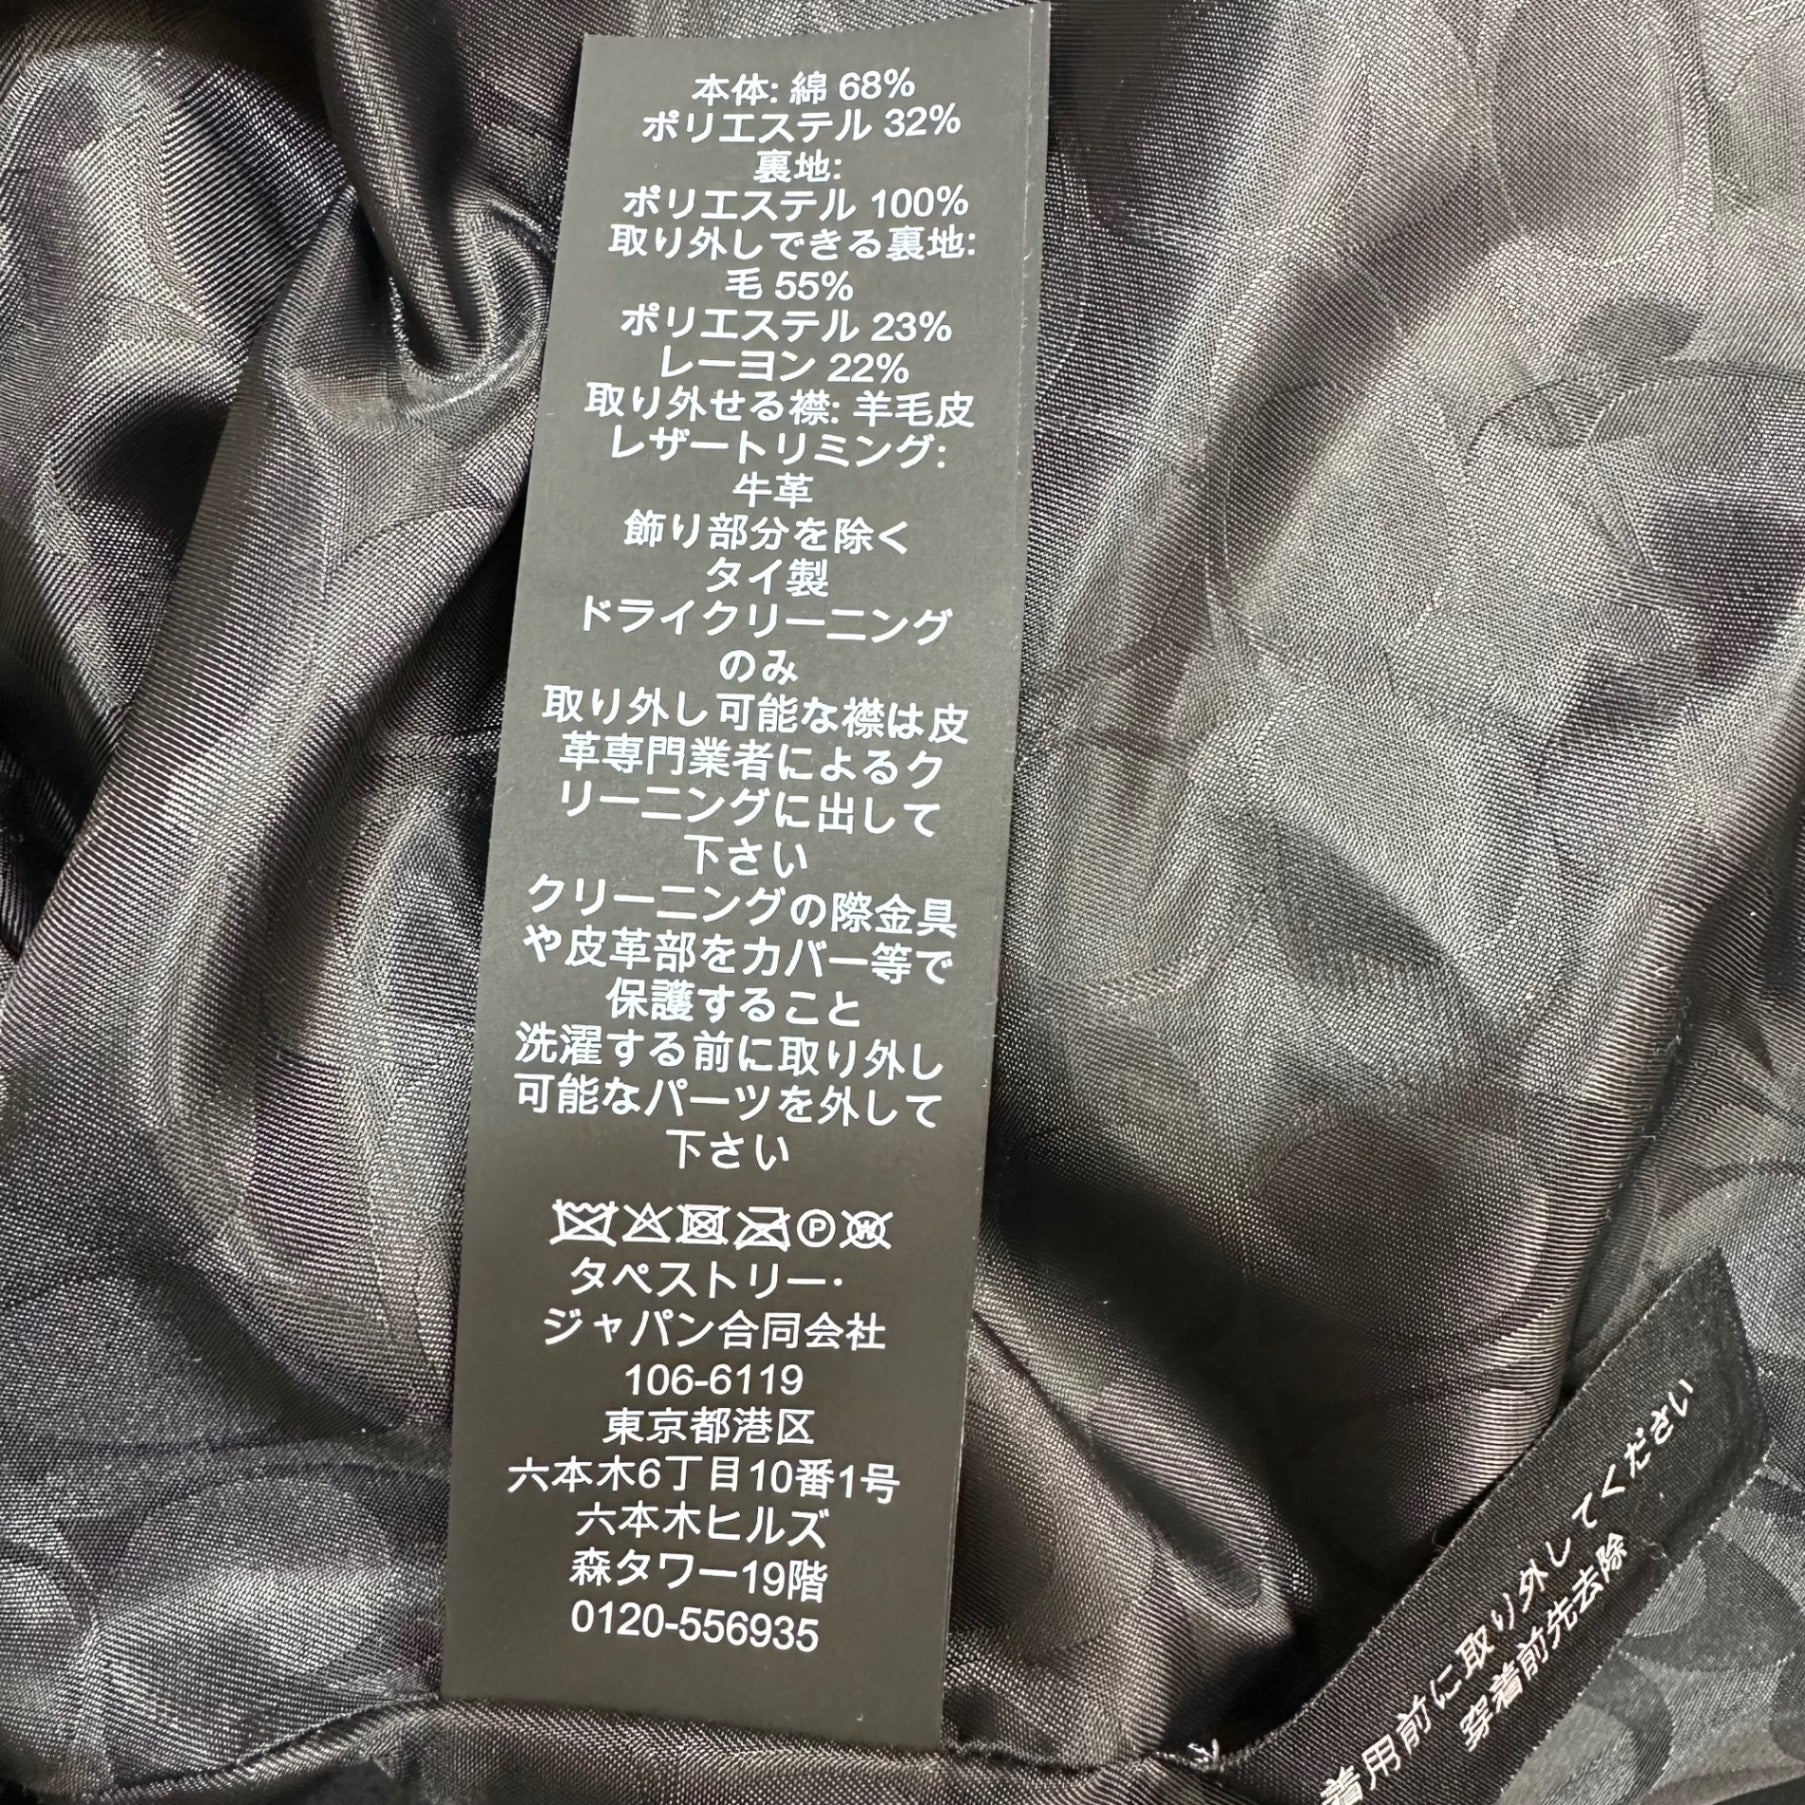 本体: 綿 68%
ポリエステル 32%
裏地:
ポリエステル 100%
取り外しできる裏地:
毛 55%
ポリエステル 23%
レーヨン 22%
取り外せる襟: 羊毛皮
レザートリミング:
牛革
飾り部分を除く
タイ製
ドライクリーニング
のみ
取り外し可能な襟は皮
革専門業者によるク
リーニングに出して
下さい
クリーニングの際金具
や皮革部をカバー等で
保護すること
洗濯する前に取り外し
可能なパーツを外して
下さい
P W
タペストリー・
ジャパン合同会社
106-6119
東京都港区
六本木6丁目10番1号
六本木ヒルズ
森タワー19階
0120-556935
着用前に取り外してください
穿着前先去除